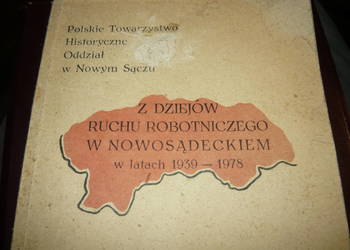 Polskie Towarzystwo
Historyczne
Oddział
w Nowym Sączu
Z DZIEJÓW
RUCHU ROBOTNICZEGO
W NOWOSĄDECKIEM
w latach 1939 — 1978